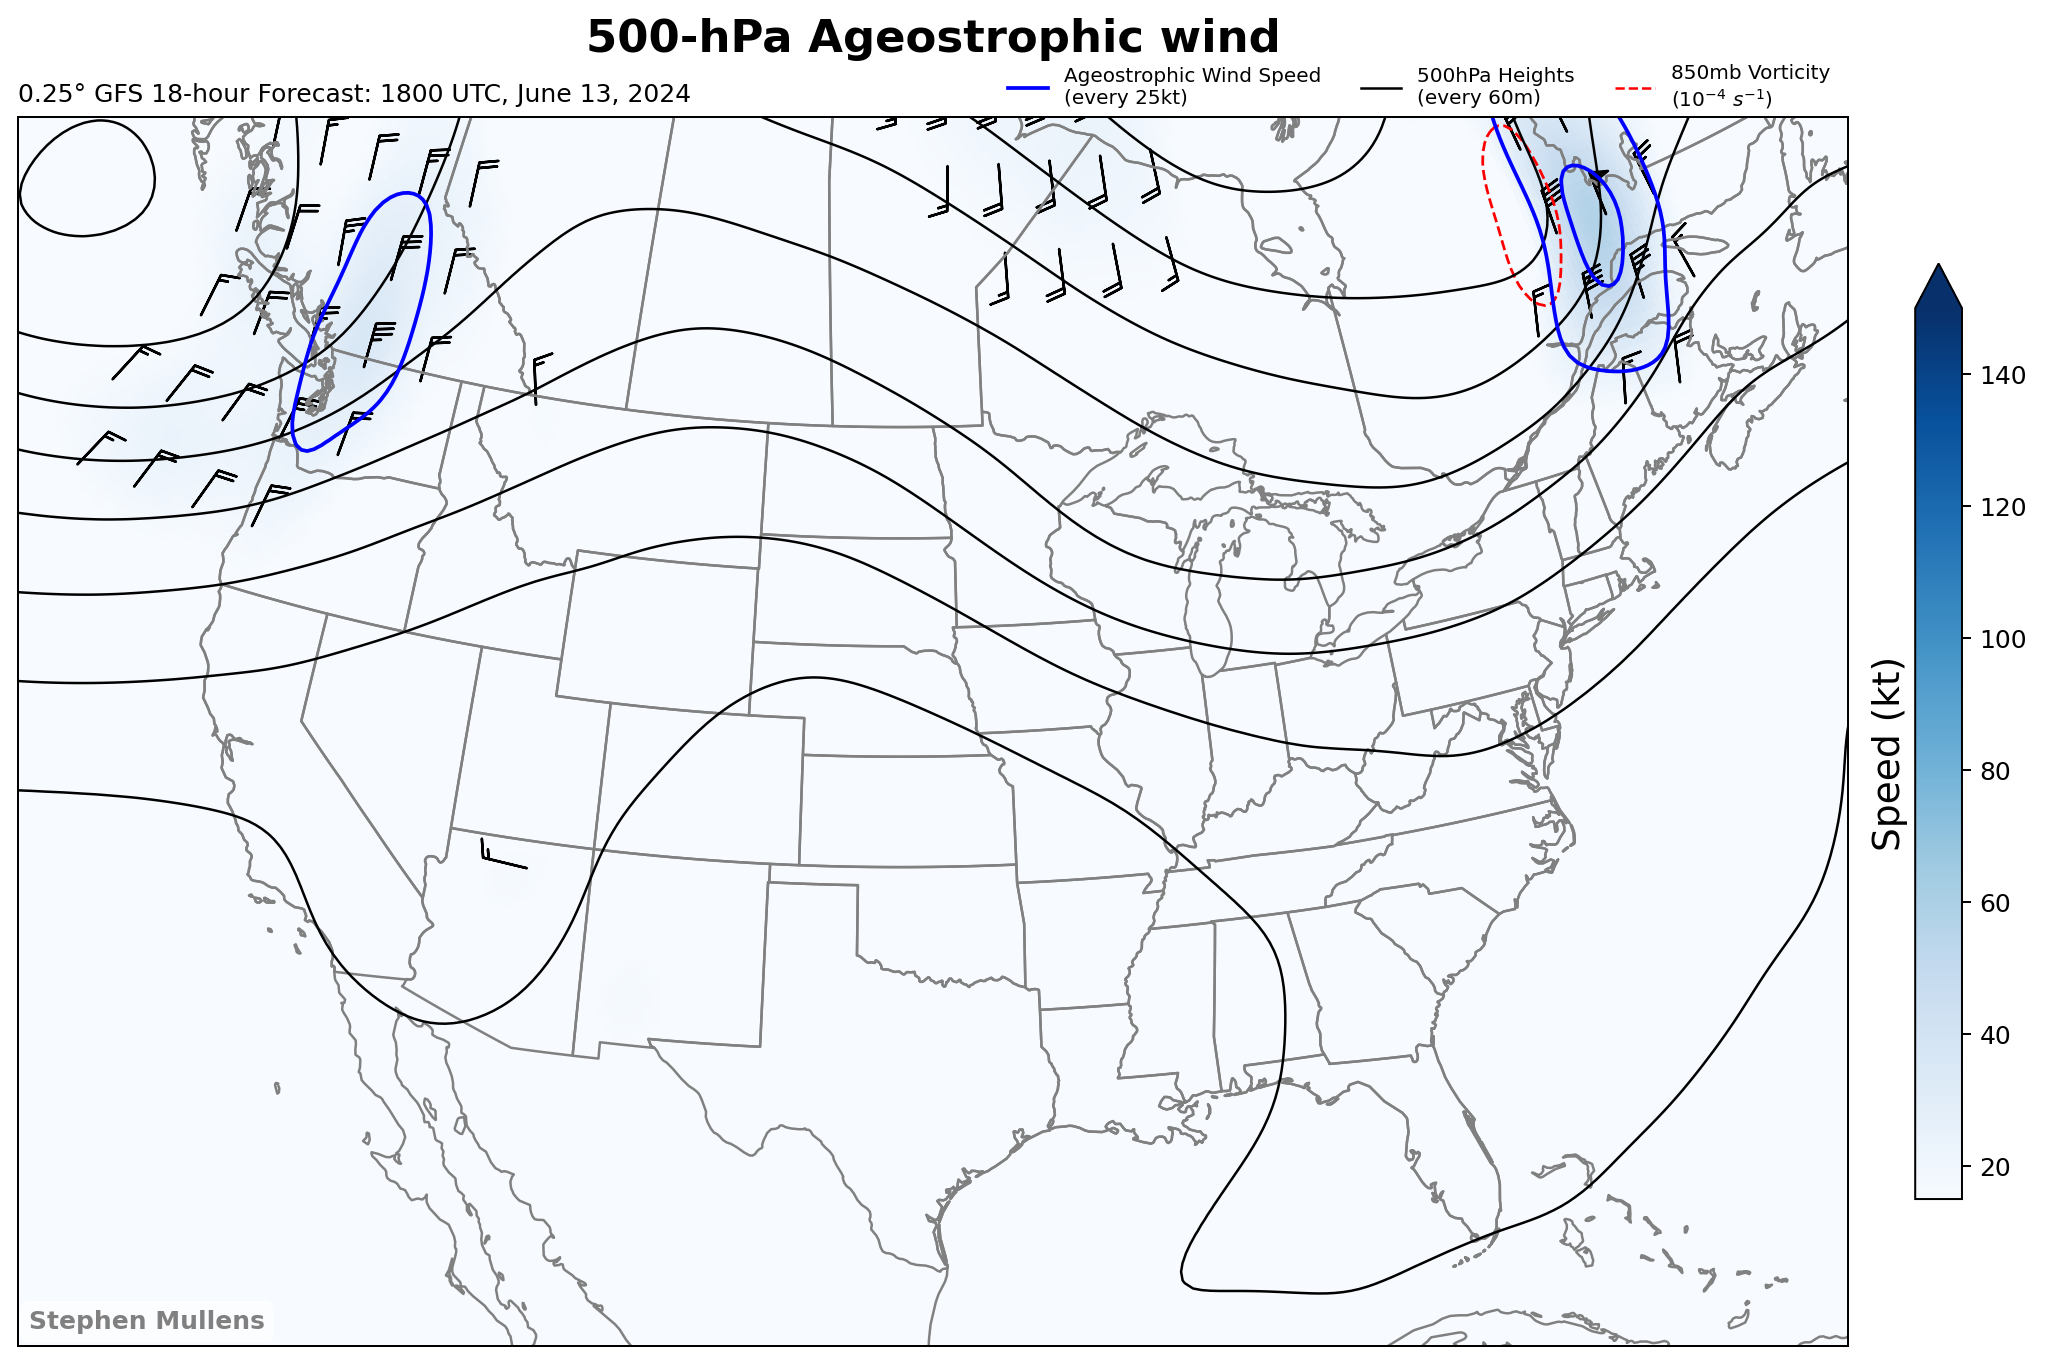 500-hPa Ageostrophic wind
0.25° GFS 18-hour Forecast: 1800 UTC, June 13, 2024
Ageostrophic Wind Speed
(every 25kt)
500hPa Heights
(every 60m)
850mb Vorticity
(10⁻⁴ s⁻¹)
140
120
100
80
60
40
20
Speed (kt)
Stephen Mullens